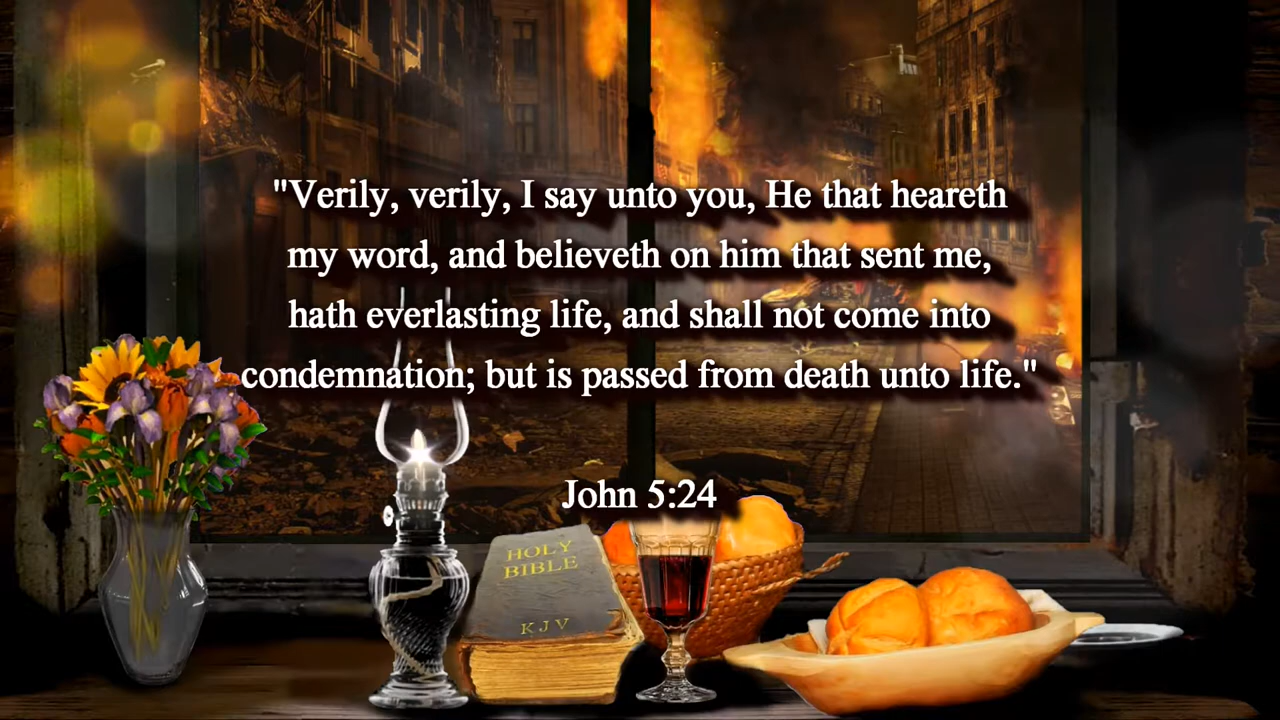 "Verily, verily, I say unto you, He that heareth
my word, and believeth on him that sent me,
hath everlasting life, and shall not come into
condemnation; but is passed from death unto life."
John 5:24
HOLY
BIBLE
KJV